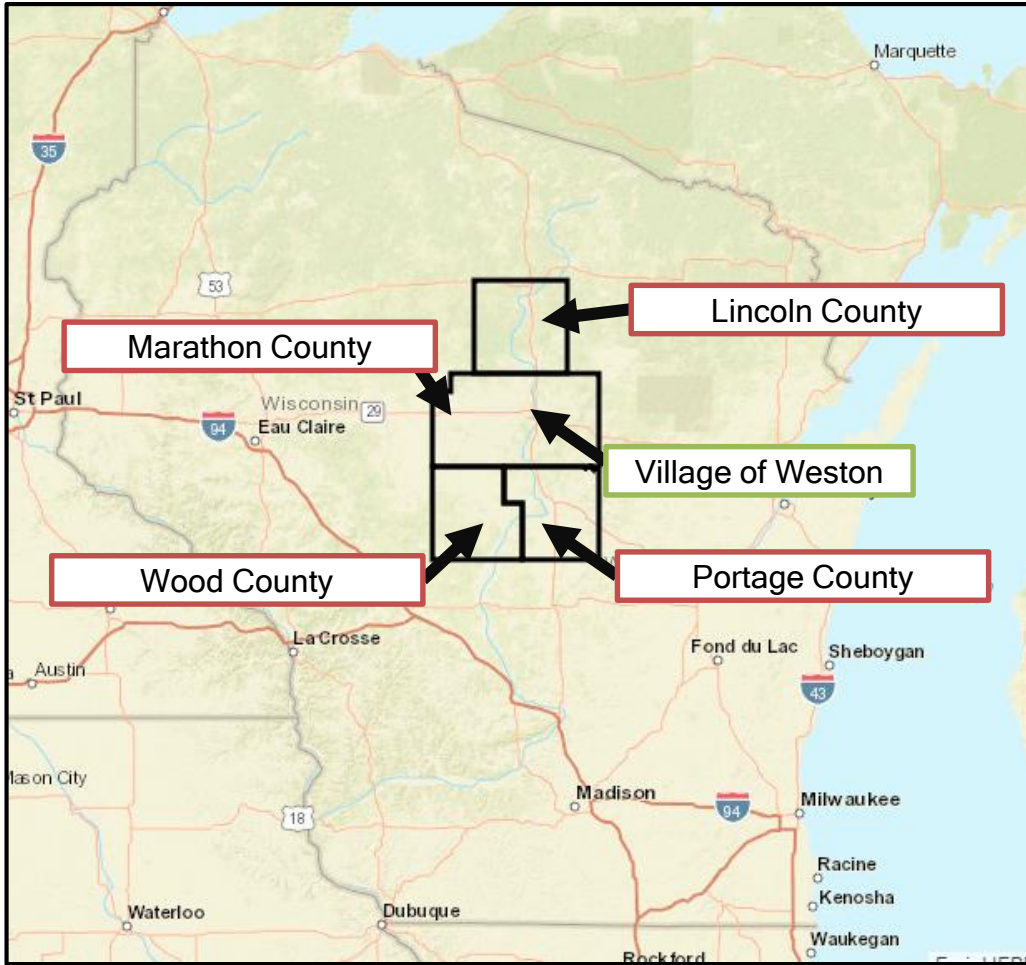 Marquette
35
53
Lincoln County
Marathon County
St Paul
Wisconsin
29
94
Eau Claire
Village of Weston
Wood County
Portage County
La Crosse
Fond du Lac
Sheboygan
Austin
43
Mason City
18
Madison
94
Milwaukee
Racine
Kenosha
Waterloo
Dubuque
Waukegan
Rockford